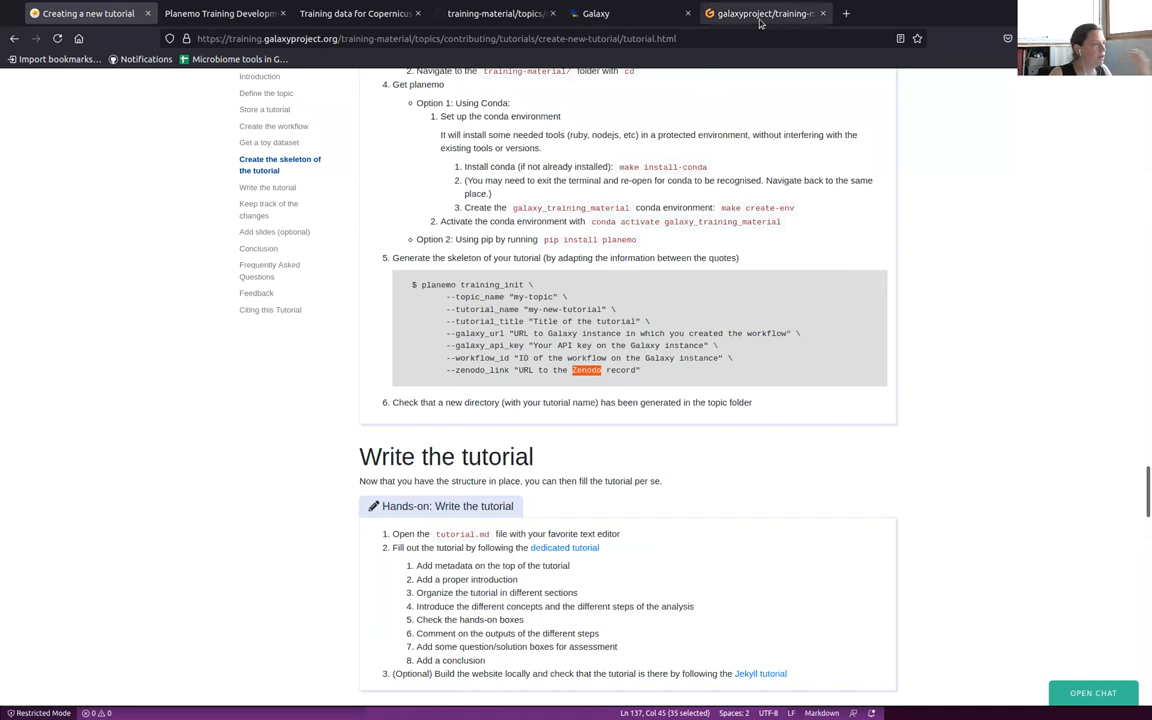 Creating a new tutorial
Planemo Training Developm
Training data for Copernicus
training-material/topics/
Galaxy
galaxyproject/training-m
https://training.galaxyproject.org/training-material/topics/contributing/tutorials/create-new-tutorial/tutorial.html
Import bookmarks...
Notifications
Microbiome tools in G...
Introduction
Define the topic
Store a tutorial
Create the workflow
Get a toy dataset
Create the skeleton of
the tutorial
Write the tutorial
Keep track of the
changes
Add slides (optional)
Conclusion
Frequently Asked
Questions
Feedback
Citing this Tutorial
2. Navigate to the training-material/ folder with cd
4. Get planemo
Option 1: Using Conda:
1. Set up the conda environment
It will install some needed tools (ruby, nodejs, etc) in a protected environment, without interfering with the
existing tools or versions.
1. Install conda (if not already installed): make install-conda
2. (You may need to exit the terminal and re-open for conda to be recognised. Navigate back to the same
place.)
3. Create the galaxy_training_material conda environment: make create-env
2. Activate the conda environment with conda activate galaxy_training_material
Option 2: Using pip by running pip install planemo
5. Generate the skeleton of your tutorial (by adapting the information between the quotes)
$ planemo training_init \
--topic_name "my-topic" \
--tutorial_name "my-new-tutorial" \
--tutorial_title "Title of the tutorial" \
--galaxy_url "URL to Galaxy instance in which you created the workflow" \
--galaxy_api_key "Your API key on the Galaxy instance" \
--workflow_id "ID of the workflow on the Galaxy instance" \
--zenodo_link "URL to the Zenodo record"
6. Check that a new directory (with your tutorial name) has been generated in the topic folder
Write the tutorial
Now that you have the structure in place, you can then fill the tutorial per se.
Hands-on: Write the tutorial
1. Open the tutorial.md file with your favorite text editor
2. Fill out the tutorial by following the dedicated tutorial
1. Add metadata on the top of the tutorial
2. Add a proper introduction
3. Organize the tutorial in different sections
4. Introduce the different concepts and the different steps of the analysis
5. Check the hands-on boxes
6. Comment on the outputs of the different steps
7. Add some question/solution boxes for assessment
8. Add a conclusion
3. (Optional) Build the website locally and check that the tutorial is there by following the Jekyll tutorial
OPEN CHAT
Restricted Mode
0
0
Ln 137, Col 45 (35 selected)
Spaces: 2
UTF-8
LF
Markdown